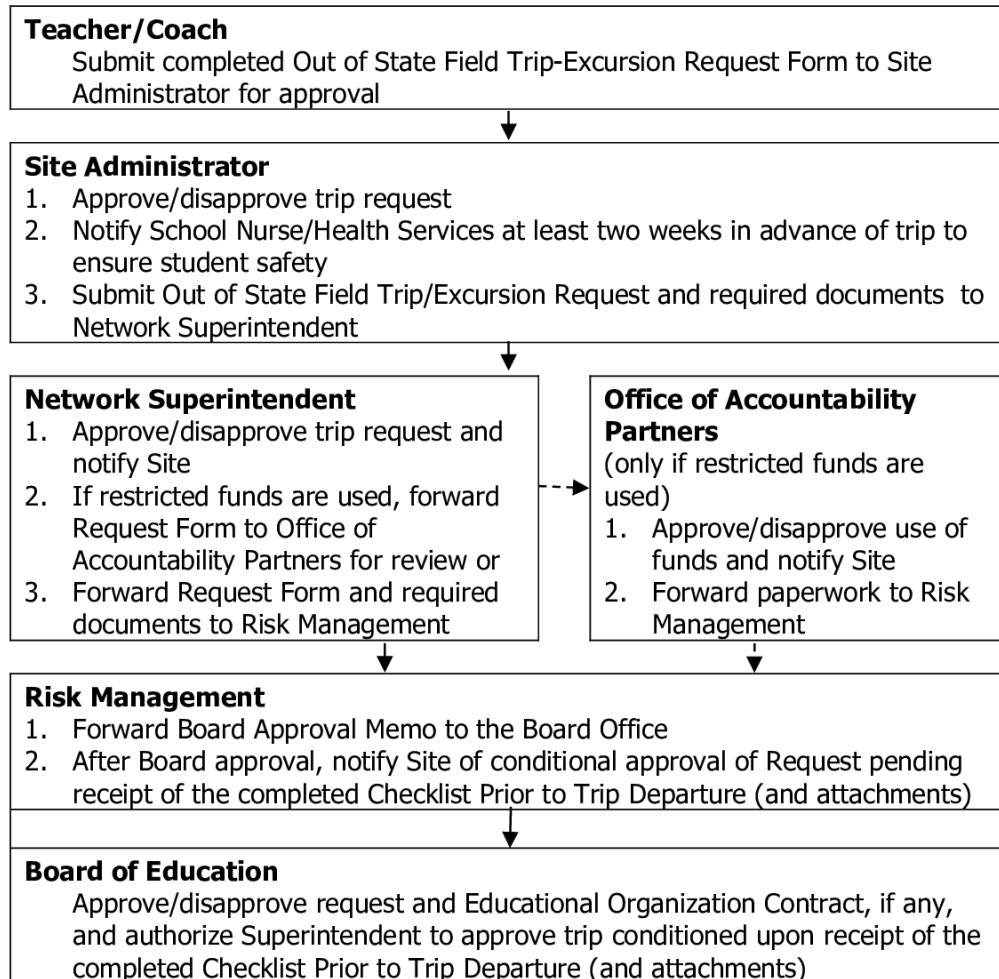 Teacher/Coach
Submit completed Out of State Field Trip-Excursion Request Form to Site
Administrator for approval
Site Administrator
1. Approve/disapprove trip request
2. Notify School Nurse/Health Services at least two weeks in advance of trip to
ensure student safety
3. Submit Out of State Field Trip/Excursion Request and required documents to
Network Superintendent
Network Superintendent
1. Approve/disapprove trip request and
notify Site
2. If restricted funds are used, forward
Request Form to Office of
Accountability Partners for review or
3. Forward Request Form and required
documents to Risk Management
Office of Accountability
Partners
(only if restricted funds are
used)
1. Approve/disapprove use of
funds and notify Site
2. Forward paperwork to Risk
Management
Risk Management
1. Forward Board Approval Memo to the Board Office
2. After Board approval, notify Site of conditional approval of Request pending
receipt of the completed Checklist Prior to Trip Departure (and attachments)
Board of Education
Approve/disapprove request and Educational Organization Contract, if any,
and authorize Superintendent to approve trip conditioned upon receipt of the
completed Checklist Prior to Trip Departure (and attachments)